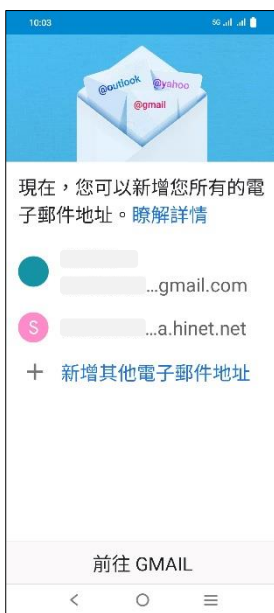 10:03
5G
@outlook
@yahoo
@gmail
現在，您可以新增您所有的電
子郵件地址。瞭解詳情
...gmail.com
S
...a.hinet.net
+ 新增其他電子郵件地址
前往 GMAIL